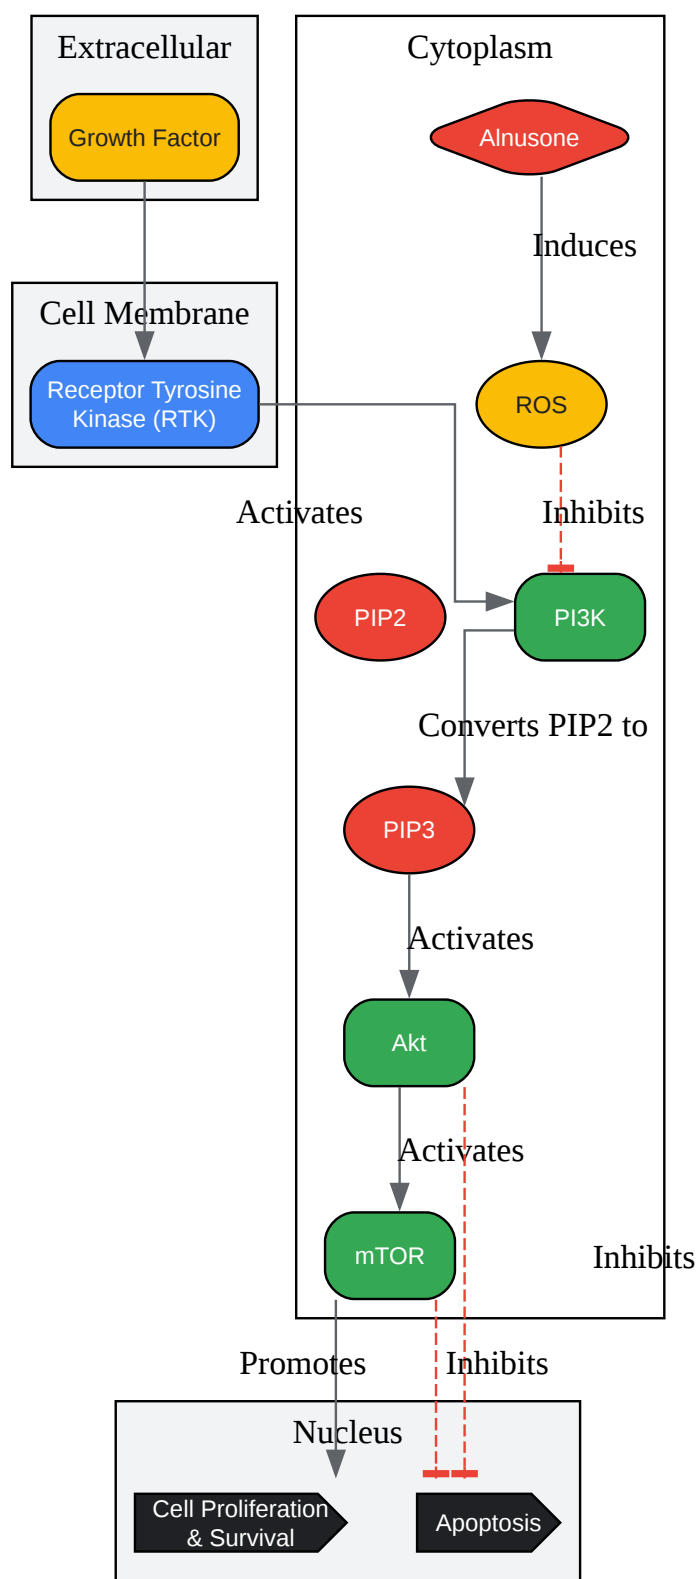 Extracellular
Cytoplasm
Growth Factor
Alnusone
Induces
Cell Membrane
Receptor Tyrosine
Kinase (RTK)
ROS
Activates
Inhibits
PIP2
PI3K
Converts PIP2 to
PIP3
Activates
Akt
Activates
mTOR
Inhibits
Promotes
Inhibits
Nucleus
Cell Proliferation
& Survival
Apoptosis